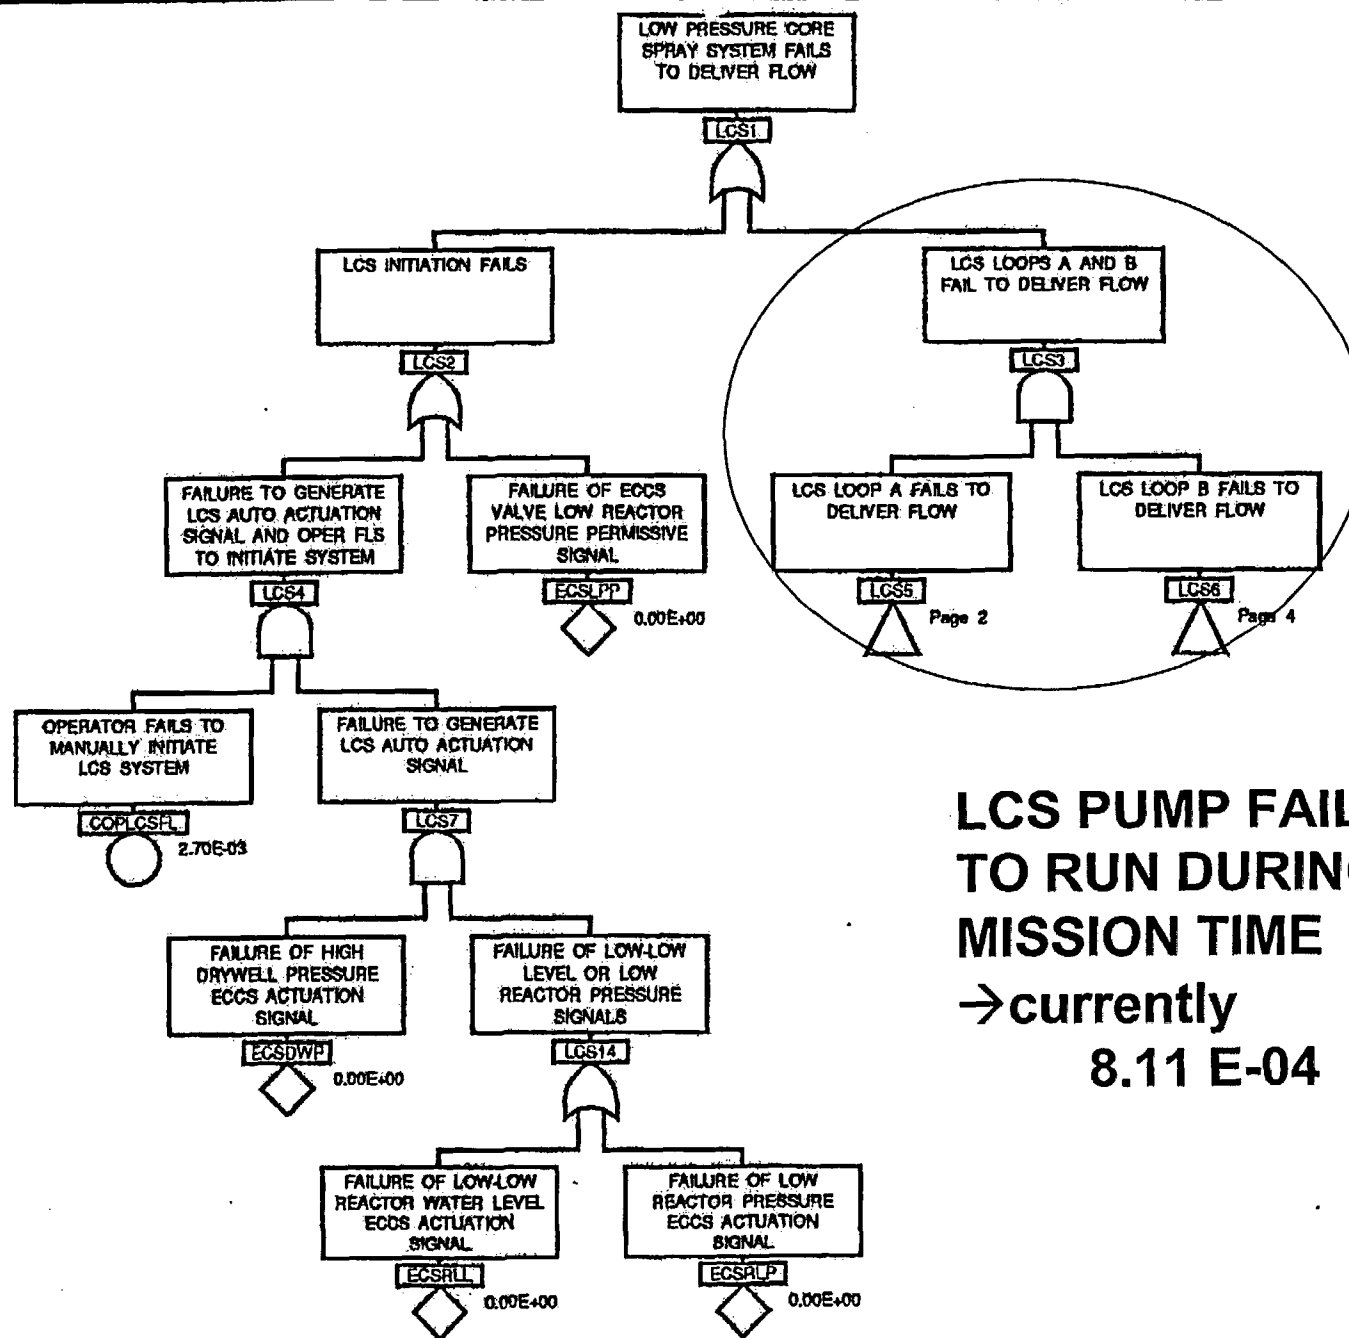 LOW PRESSURE CORE
SPRAY SYSTEM FAILS
TO DELIVER FLOW
LCS1
LCS INITIATION FAILS
LCS2
LCS LOOPS A AND B
FAIL TO DELIVER FLOW
LCS3
FAILURE TO GENERATE
LCS AUTO ACTUATION
SIGNAL AND OPER FLS
TO INITIATE SYSTEM
LCS4
FAILURE OF ECCS
VALVE LOW REACTOR
PRESSURE PERMISSIVE
SIGNAL
ECSLPP
0.00E+00
LCS LOOP A FAILS TO
DELIVER FLOW
LCS5
Page 2
LCS LOOP B FAILS TO
DELIVER FLOW
LCS6
Page 4
OPERATOR FAILS TO
MANUALLY INITIATE
LCS SYSTEM
COPLCSFL
2.70E-03
FAILURE TO GENERATE
LCS AUTO ACTUATION
SIGNAL
LCS7
FAILURE OF HIGH
DRYWELL PRESSURE
ECCS ACTUATION
SIGNAL
ECSDWP
0.00E+00
FAILURE OF LOW-LOW
LEVEL OR LOW
REACTOR PRESSURE
SIGNALS
LCS14
FAILURE OF LOW-LOW
REACTOR WATER LEVEL
ECCS ACTUATION
SIGNAL
ECSRLL
0.00E+00
FAILURE OF LOW
REACTOR PRESSURE
ECCS ACTUATION
SIGNAL
ECSRLP
0.00E+00
LCS PUMP FAIL
TO RUN DURING
MISSION TIME
→currently
8.11 E-04